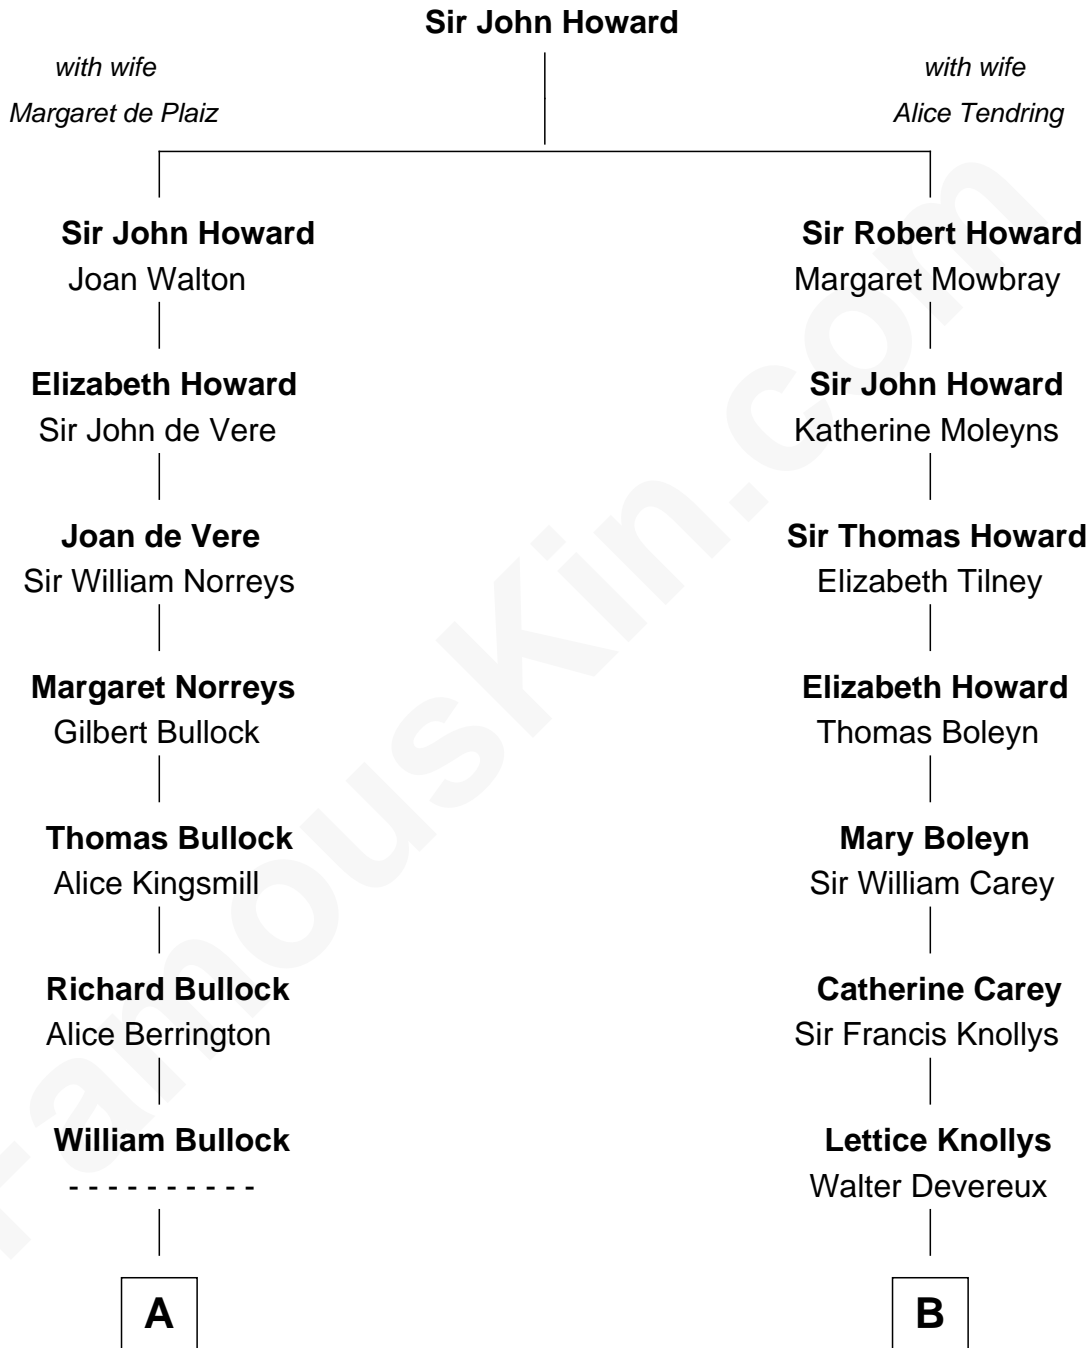 Sir John Howard
with wife
Margaret de Plaiz
with wife
Alice Tendring
Sir John Howard
Joan Walton
Sir Robert Howard
Margaret Mowbray
Elizabeth Howard
Sir John de Vere
Sir John Howard
Katherine Moleyns
Joan de Vere
Sir William Norreys
Sir Thomas Howard
Elizabeth Tilney
Margaret Norreys
Gilbert Bullock
Elizabeth Howard
Thomas Boleyn
Thomas Bullock
Alice Kingsmill
Mary Boleyn
Sir William Carey
Richard Bullock
Alice Berrington
Catherine Carey
Sir Francis Knollys
William Bullock
- - - - - - - - - -
Lettice Knollys
Walter Devereux
A
B
FamousKin.com